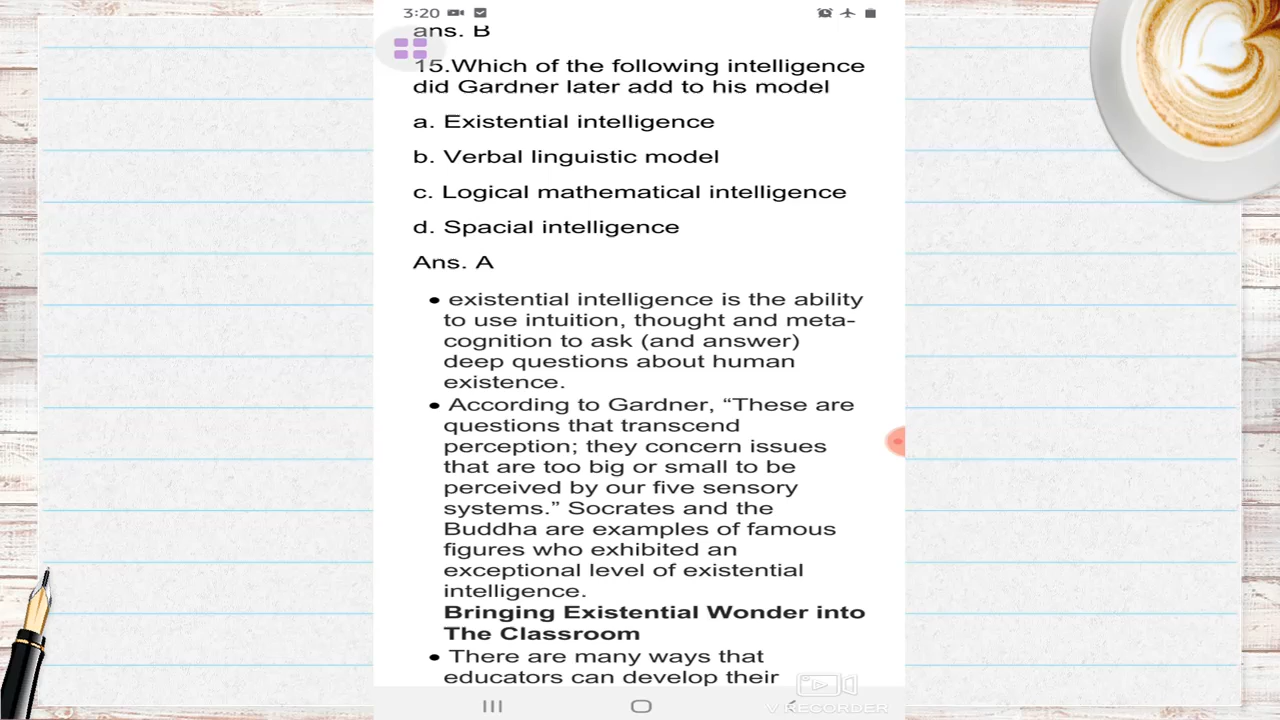 3:20
ans. B
15.Which of the following intelligence
did Gardner later add to his model
a. Existential intelligence
b. Verbal linguistic model
c. Logical mathematical intelligence
d. Spacial intelligence
Ans. A
• existential intelligence is the ability
to use intuition, thought and meta-
cognition to ask (and answer)
deep questions about human
existence.
• According to Gardner, “These are
questions that transcend
perception; they concern issues
that are too big or small to be
perceived by our five sensory
systems.” Socrates and the
Buddha are examples of famous
figures who exhibited an
exceptional level of existential
intelligence.
Bringing Existential Wonder into
The Classroom
• There are many ways that
educators can develop their
V RECORDER